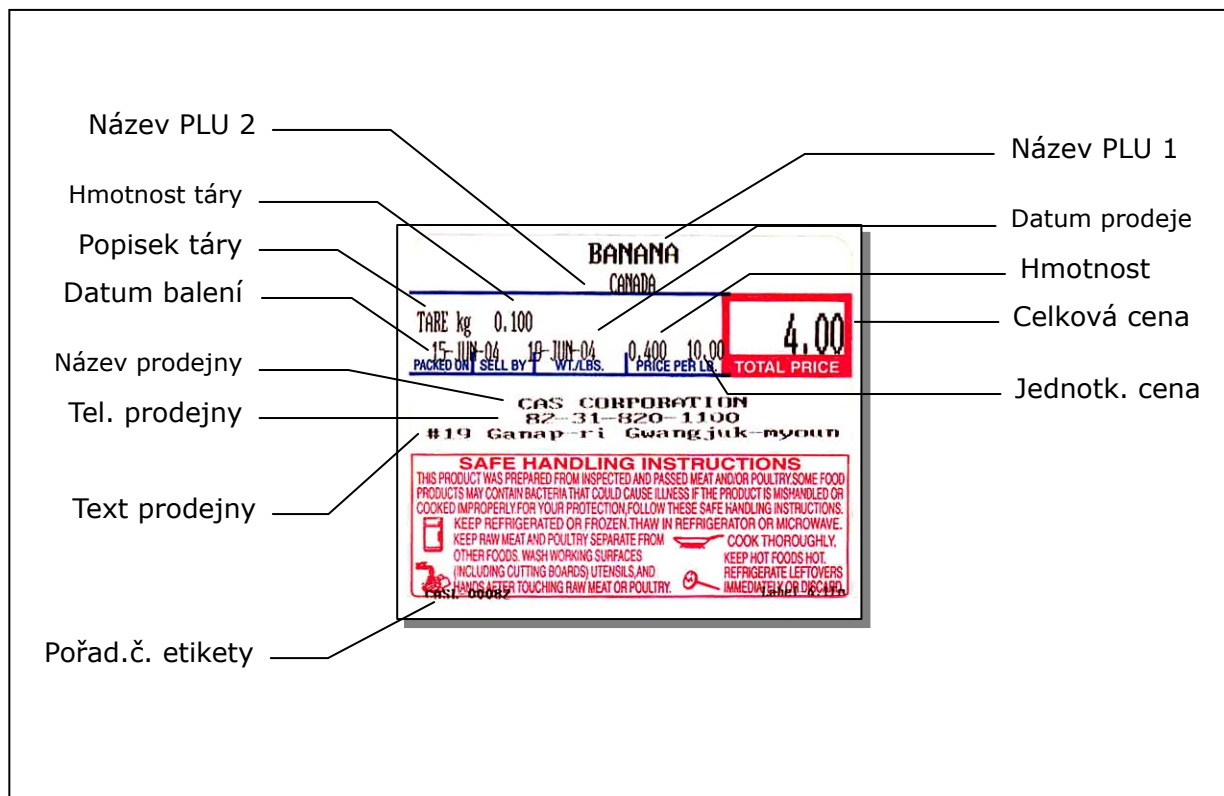 Název PLU 2
Název PLU 1
Hmotnost táry
Datum prodeje
Popisek táry
Hmotnost
Datum balení
Celková cena
Název prodejny
Jednotk. cena
Tel. prodejny
Text prodejny
Pořad.č. etikety
BANANA
CANADA
TARE kg 0.100
15-JUN-04 19-JUN-04 0.400 10.00
4.00
PACKED ON SELL BY WT./LBS. PRICE PER LB. TOTAL PRICE
CAS CORPORATION
82-31-820-1100
#19 Ganap-ri Gwangjuk-myoun
SAFE HANDLING INSTRUCTIONS
THIS PRODUCT WAS PREPARED FROM INSPECTED AND PASSED MEAT AND/OR POULTRY.SOME FOOD
PRODUCTS MAY CONTAIN BACTERIA THAT COULD CAUSE ILLNESS IF THE PRODUCT IS MISHANDLED OR
COOKED IMPROPERLY.FOR YOUR PROTECTION,FOLLOW THESE SAFE HANDLING INSTRUCTIONS.
KEEP REFRIGERATED OR FROZEN.THAW IN REFRIGERATOR OR MICROWAVE.
KEEP RAW MEAT AND POULTRY SEPARATE FROM
OTHER FOODS. WASH WORKING SURFACES
(INCLUDING CUTTING BOARDS) UTENSILS,AND
HANDS AFTER TOUCHING RAW MEAT OR POULTRY.
COOK THOROUGHLY.
KEEP HOT FOODS HOT.
REFRIGERATE LEFTOVERS
IMMEDIATELY OR DISCARD.
00082
Label